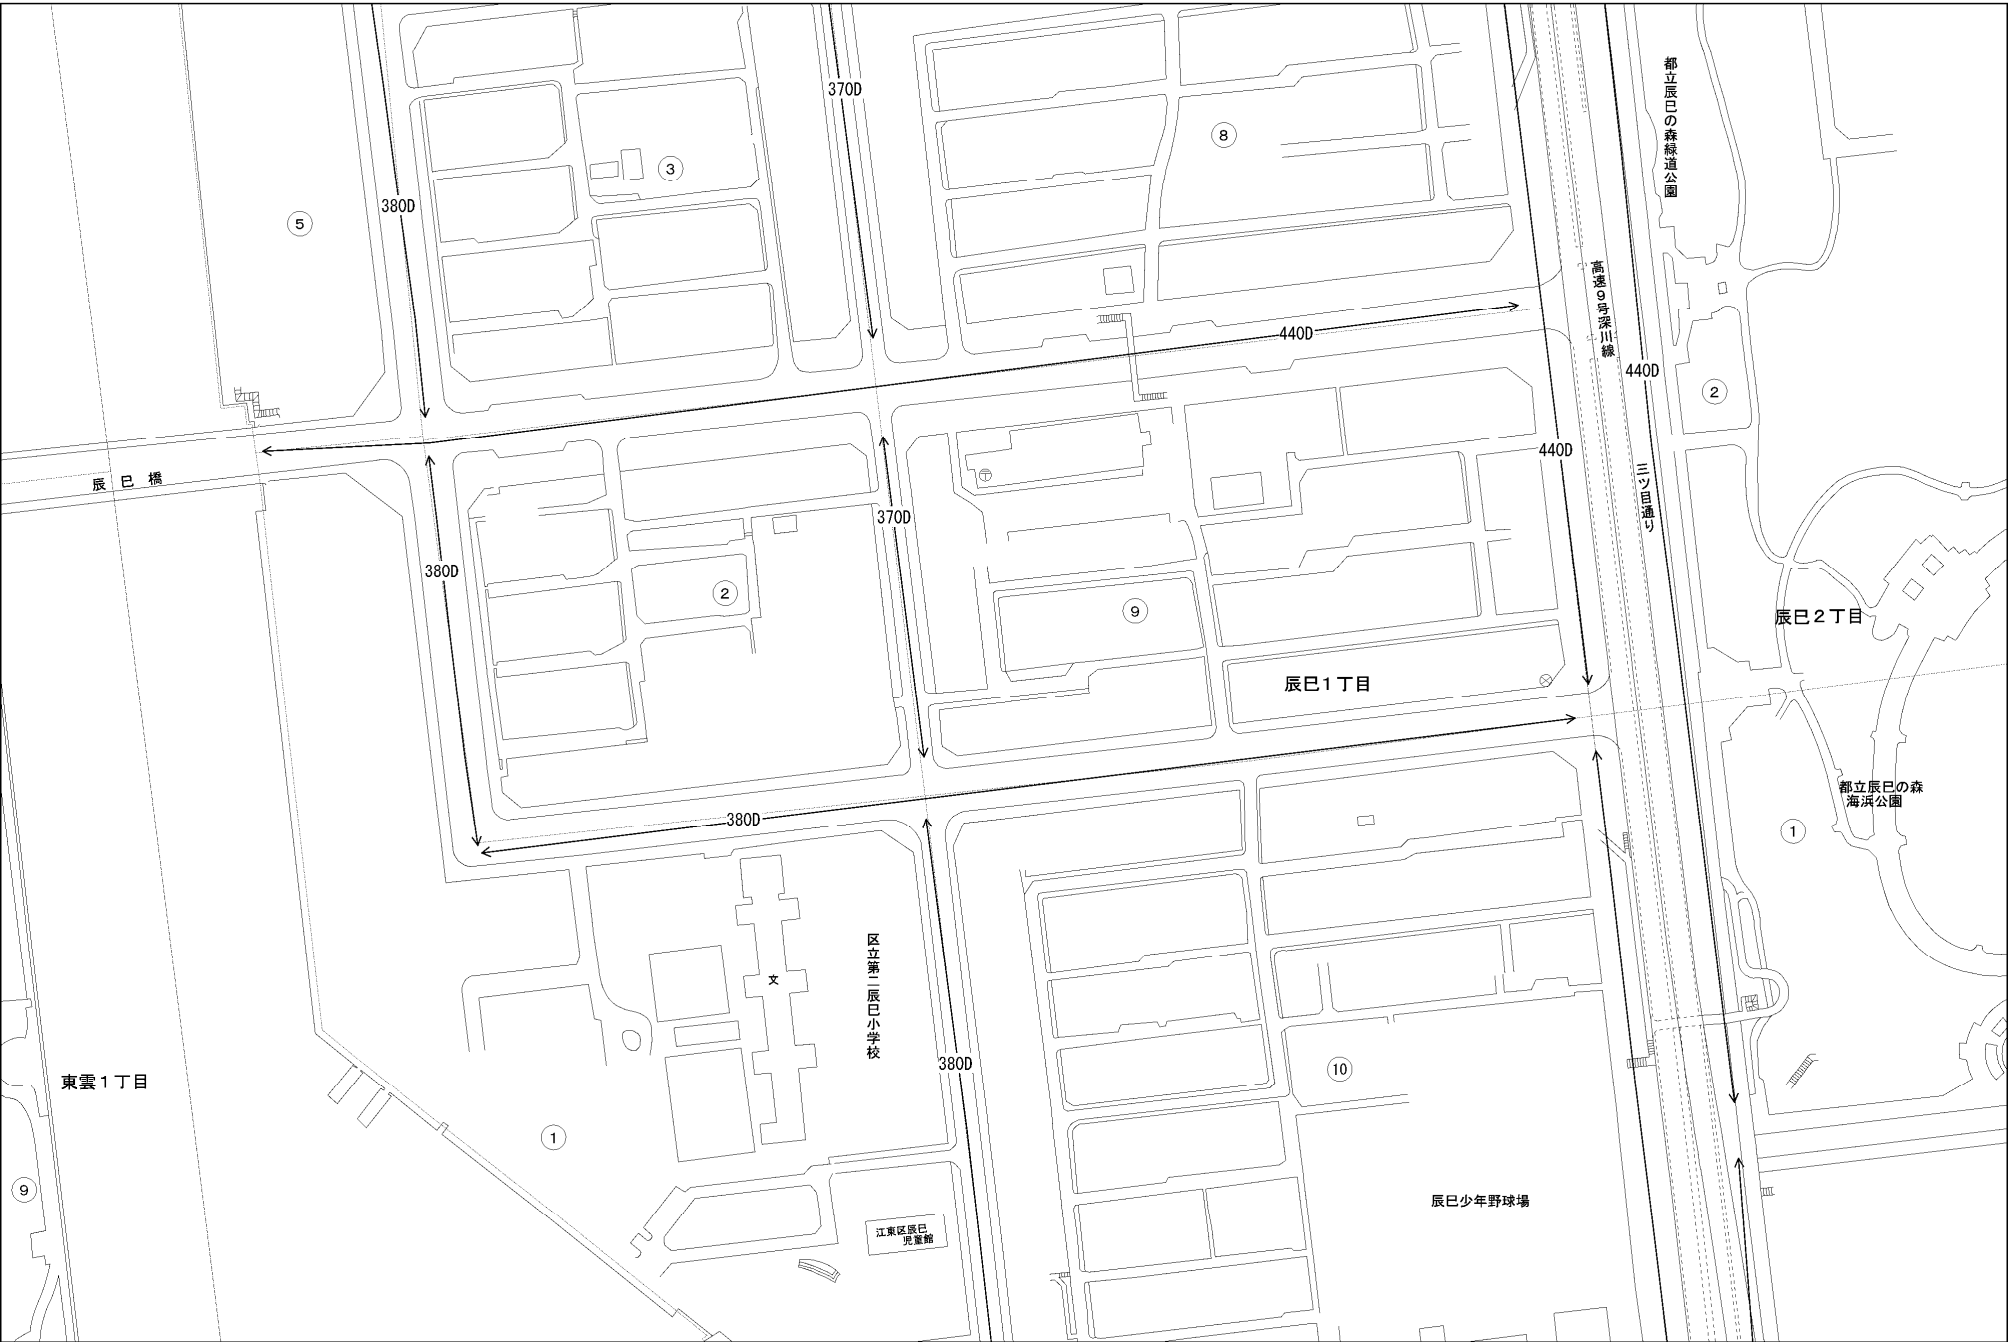 370D
都立辰巳の森緑道公園
8
3
380D
5
高速9号深川線
440D
440D
2
440D
三ツ目通り
辰巳橋
370D
380D
2
9
辰巳2丁目
辰巳1丁目
都立辰巳の森
海浜公園
380D
1
区立第二辰巳小学校
文
380D
10
東雲1丁目
1
9
辰巳少年野球場
江東区辰巳
児童館